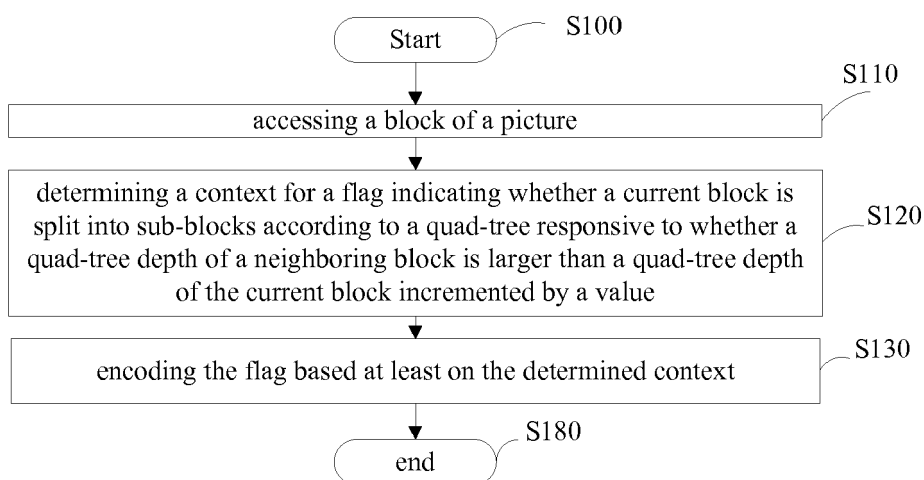 Start
S100
S110
accessing a block of a picture
determining a context for a flag indicating whether a current block is
split into sub-blocks according to a quad-tree responsive to whether a
quad-tree depth of a neighboring block is larger than a quad-tree depth
of the current block incremented by a value
S120
encoding the flag based at least on the determined context
S130
end
S180